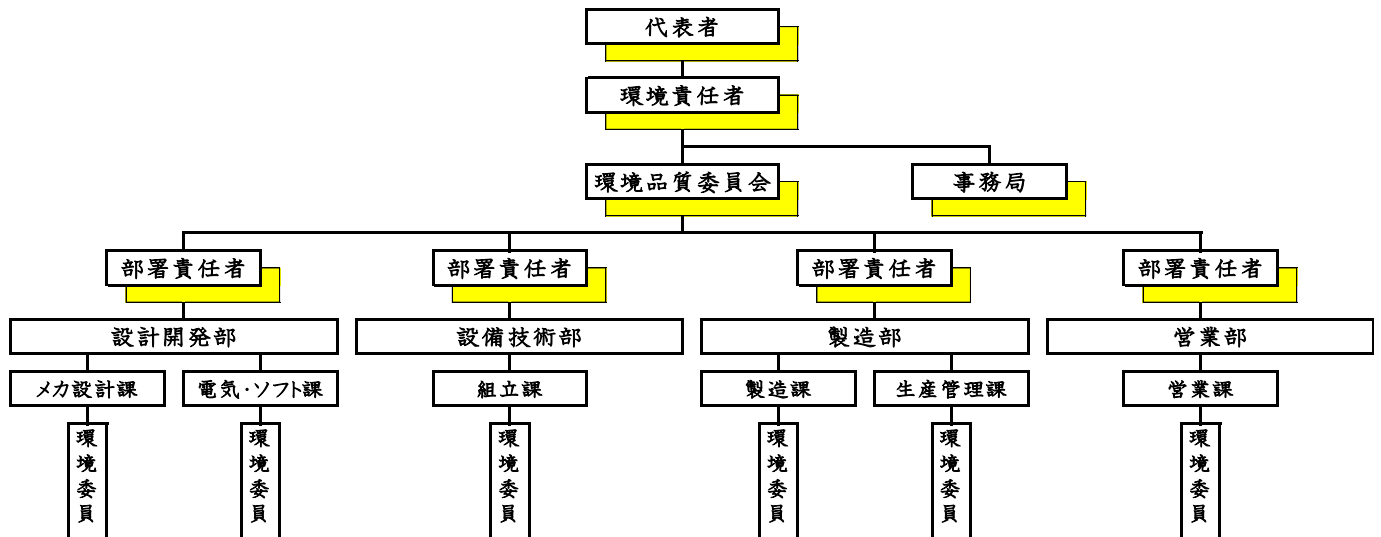 代表者
環境責任者
環境品質委員会
事務局
部署責任者
部署責任者
部署責任者
部署責任者
設計開発部
設備技術部
製造部
営業部
メカ設計課
電気・ソフト課
組立課
製造課
生産管理課
営業課
環境委員
環境委員
環境委員
環境委員
環境委員
環境委員